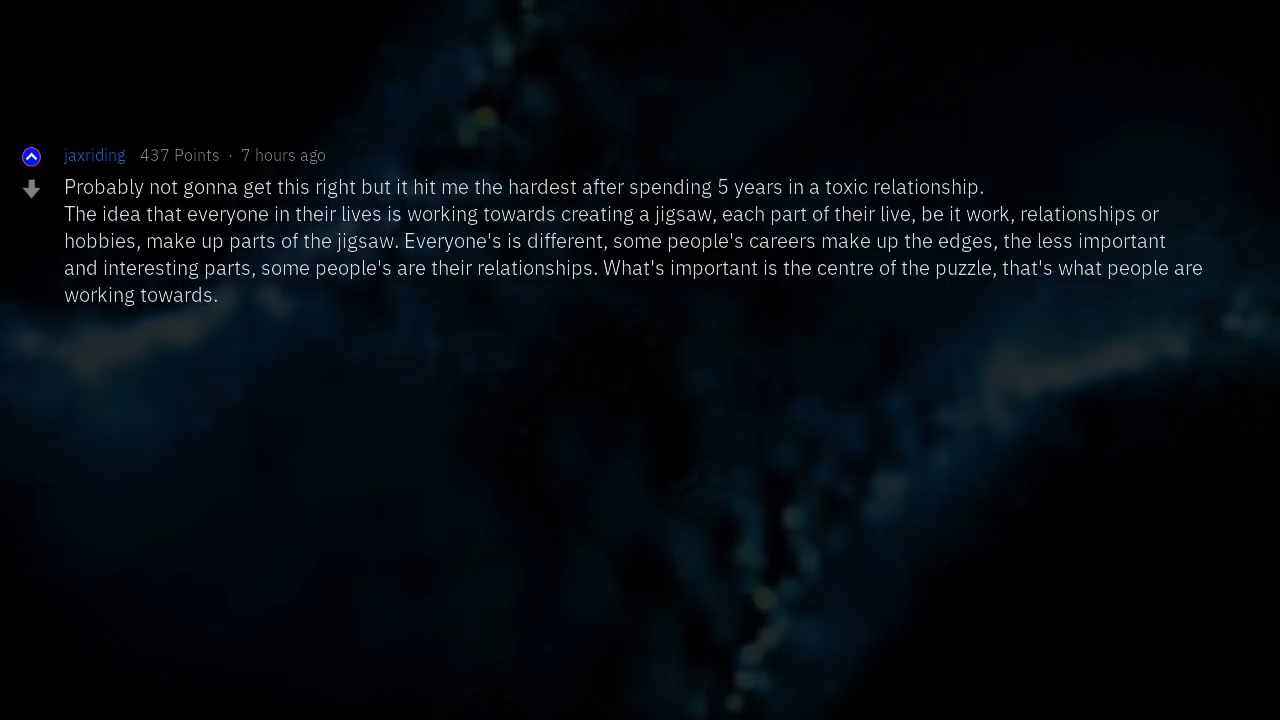 jaxriding 437 Points · 7 hours ago
Probably not gonna get this right but it hit me the hardest after spending 5 years in a toxic relationship.
The idea that everyone in their lives is working towards creating a jigsaw, each part of their live, be it work, relationships or
hobbies, make up parts of the jigsaw. Everyone's is different, some people's careers make up the edges, the less important
and interesting parts, some people's are their relationships. What's important is the centre of the puzzle, that's what people are
working towards.